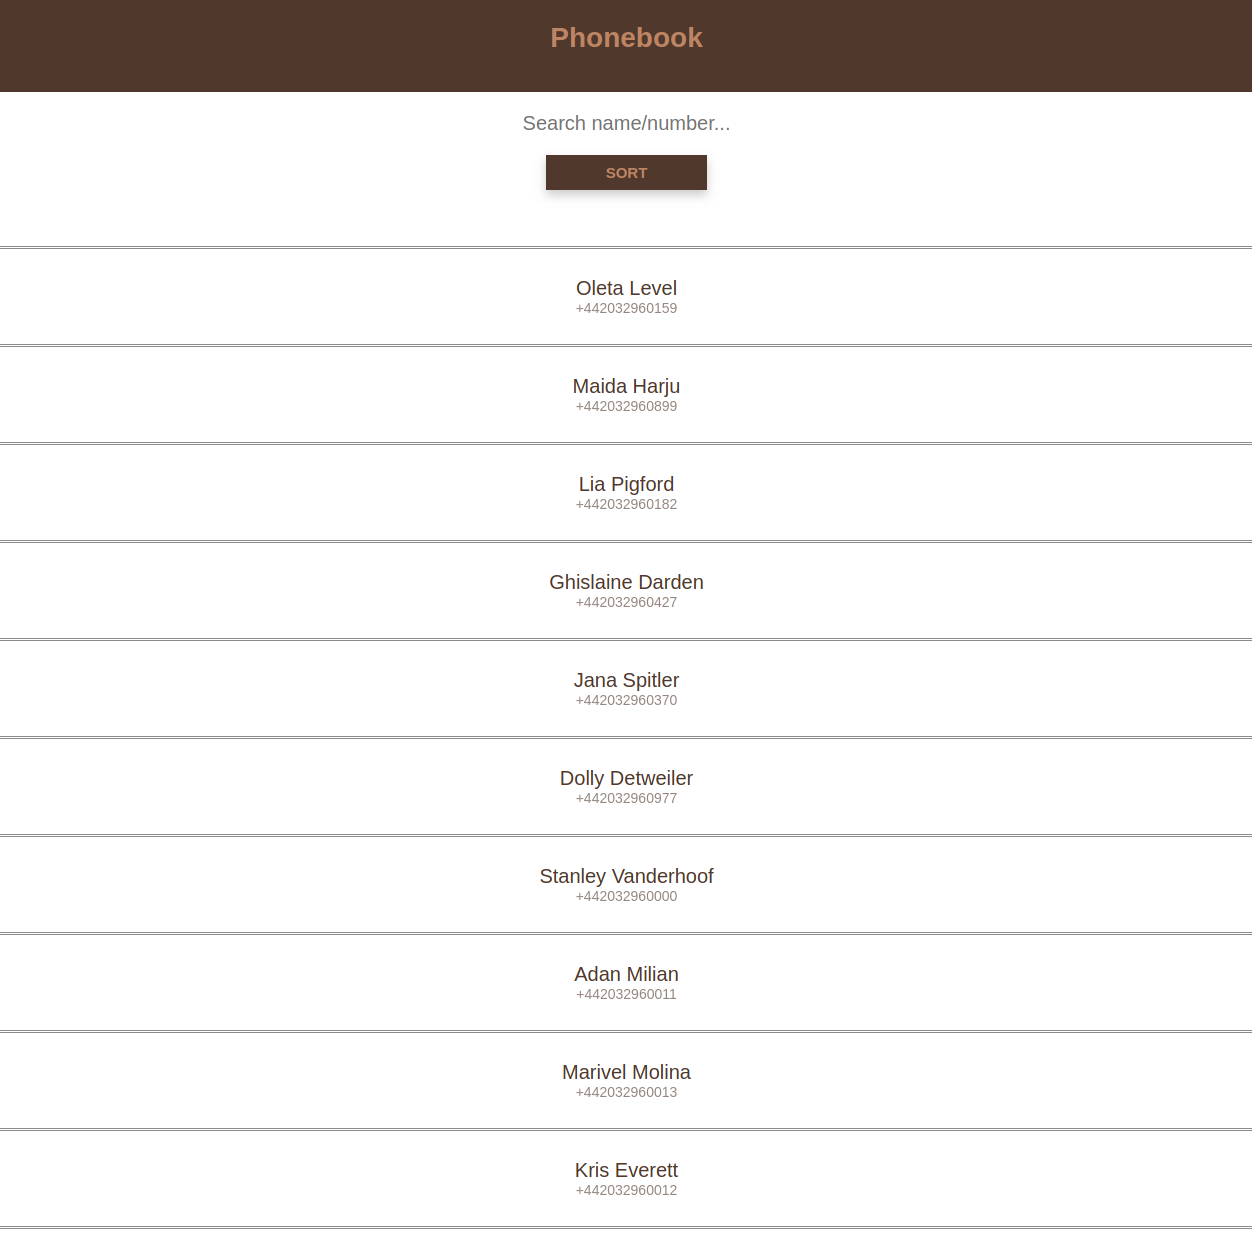 Phonebook
Search name/number...
SORT
Oleta Level
+442032960159
Maida Harju
+442032960899
Lia Pigford
+442032960182
Ghislaine Darden
+442032960427
Jana Spitler
+442032960370
Dolly Detweiler
+442032960977
Stanley Vanderhoof
+442032960000
Adan Milian
+442032960011
Marivel Molina
+442032960013
Kris Everett
+442032960012